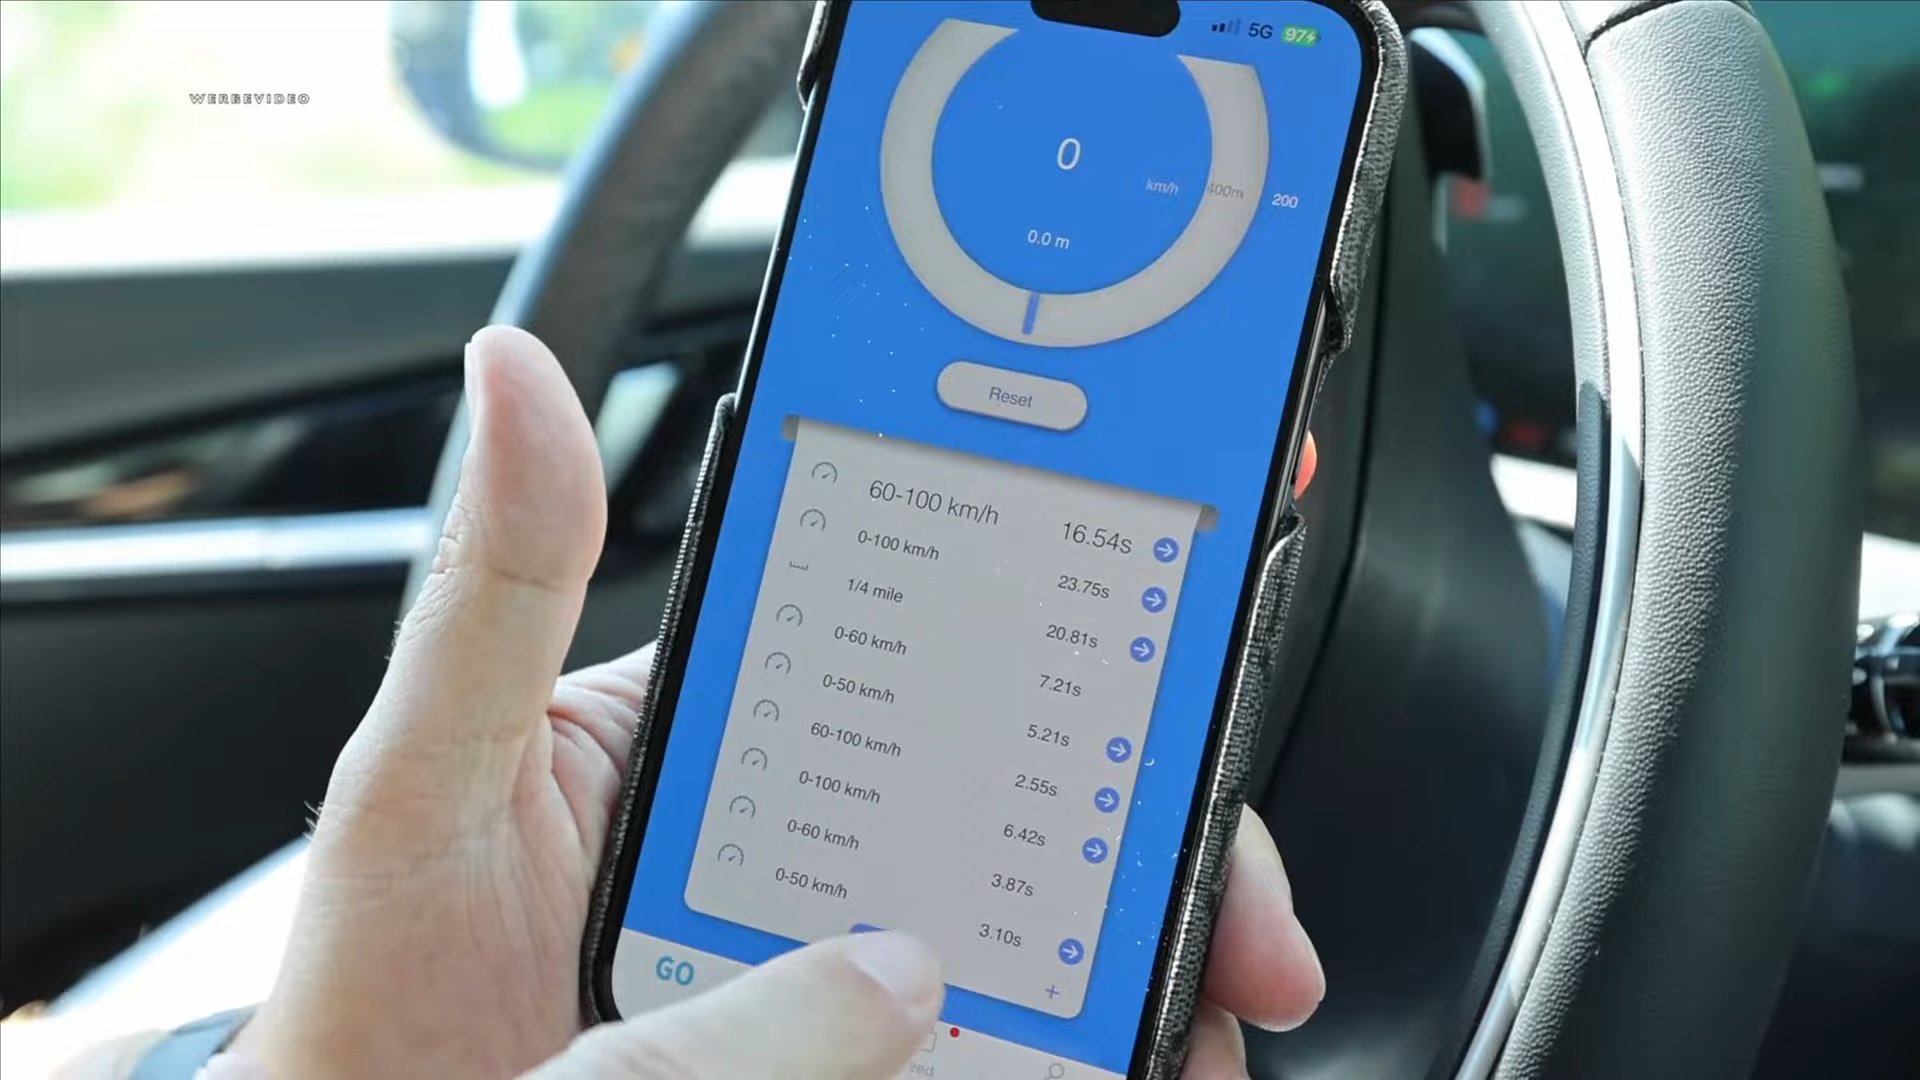 WERBEVIDEO
5G 97
0
km/h 400m 200
0.0 m
Reset
60-100 km/h 16.54s
0-100 km/h 23.75s
1/4 mile 20.81s
0-60 km/h 7.21s
0-50 km/h 5.21s
60-100 km/h 2.55s
0-100 km/h 6.42s
0-60 km/h 3.87s
0-50 km/h 3.10s
+
GO